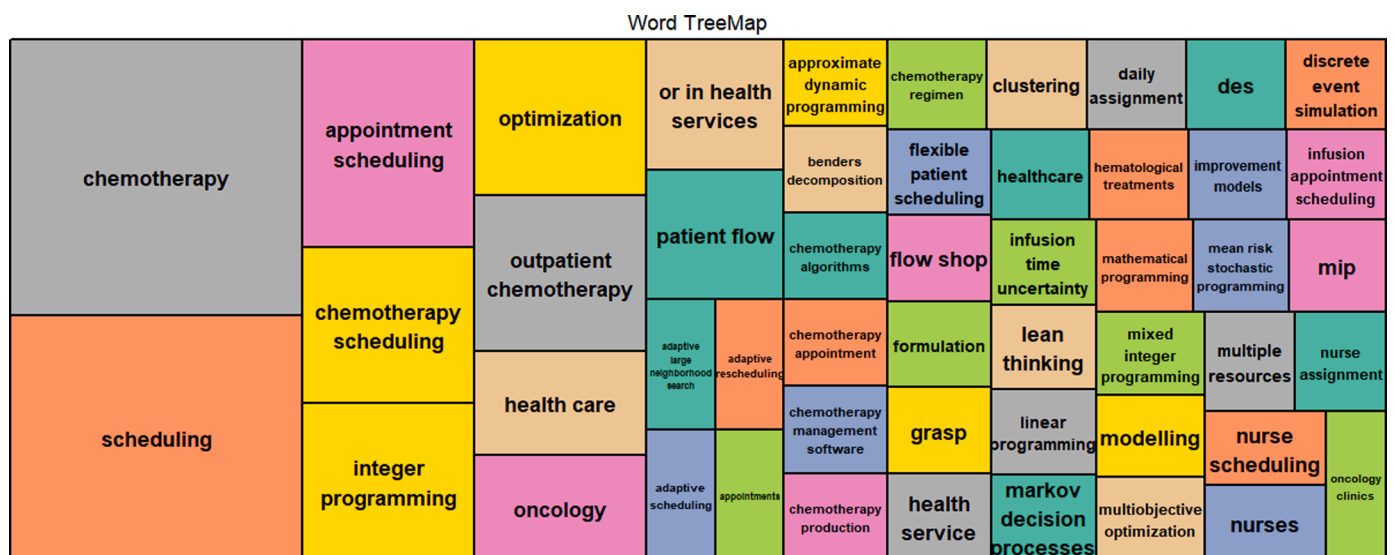 Word TreeMap
chemotherapy
scheduling
appointment
scheduling
chemotherapy
scheduling
integer
programming
optimization
outpatient
chemotherapy
health care
oncology
or in health
services
patient flow
adaptive
large
neighborhood
search
adaptive
rescheduling
adaptive
scheduling
appointments
approximate
dynamic
programming
benders
decomposition
chemotherapy
algorithms
chemotherapy
appointment
chemotherapy
management
software
chemotherapy
production
chemotherapy
regimen
flexible
patient
scheduling
flow shop
formulation
grasp
health
service
clustering
healthcare
infusion
time
uncertainty
lean
thinking
linear
programming
markov
decision
processes
daily
assignment
hematological
treatments
mathematical
programming
mixed
integer
programming
modelling
multiobjective
optimization
des
improvement
models
mean risk
stochastic
programming
multiple
resources
nurse
scheduling
nurses
discrete
event
simulation
infusion
appointment
scheduling
mip
nurse
assignment
oncology
clinics